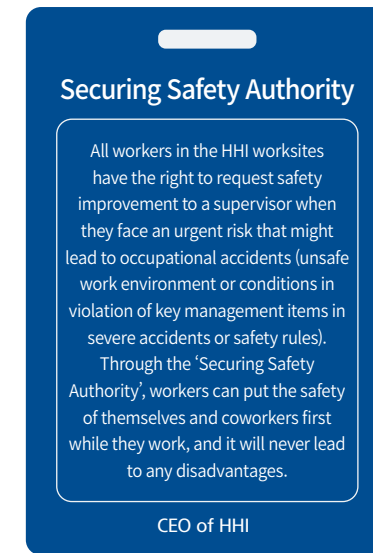 Securing Safety Authority
All workers in the HHI worksites
have the right to request safety
improvement to a supervisor when
they face an urgent risk that might
lead to occupational accidents (unsafe
work environment or conditions in
violation of key management items in
severe accidents or safety rules).
Through the ‘Securing Safety
Authority’, workers can put the safety
of themselves and coworkers first
while they work, and it will never lead
to any disadvantages.
CEO of HHI